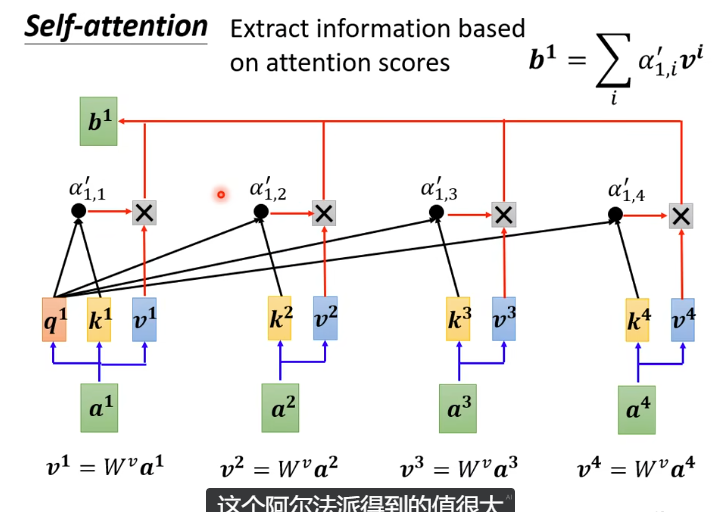 Self-attention Extract information based
on attention scores
b¹ = ∑ᵢ α′₁,ᵢvⁱ
b¹
α′₁,₁ α′₁,₂ α′₁,₃ α′₁,₄
× × × ×
q¹ k¹ v¹ k² v² k³ v³ k⁴ v⁴
a¹ a² a³ a⁴
v¹ = Wᵛa¹ v² = Wᵛa² v³ = Wᵛa³ v⁴ = Wᵛa⁴
这个阿尔法派得到的值很大 AI